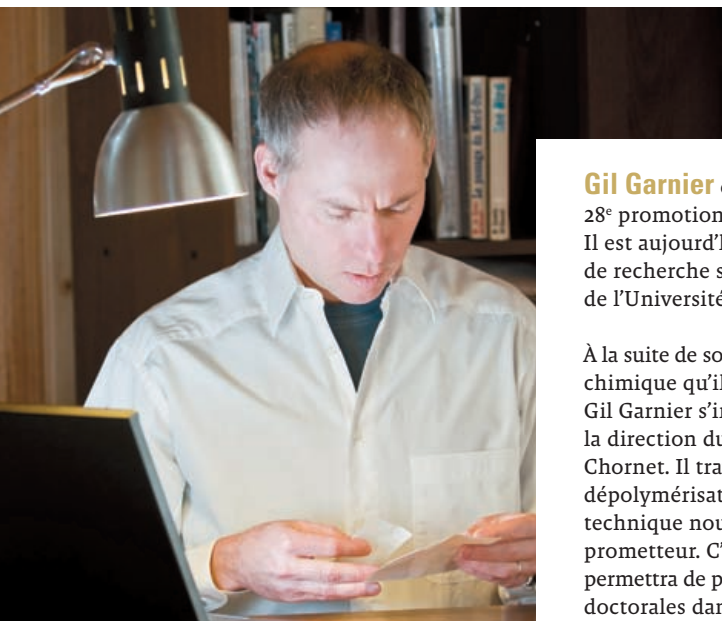 Gil Garnier
28ᵉ promotion
Il est aujourd'h
de recherche s
de l'Université
À la suite de so
chimique qu'il
Gil Garnier s'in
la direction du
Chornet. Il tra
dépolymérisat
technique nou
prometteur. C'
permettra de p
doctorales dan